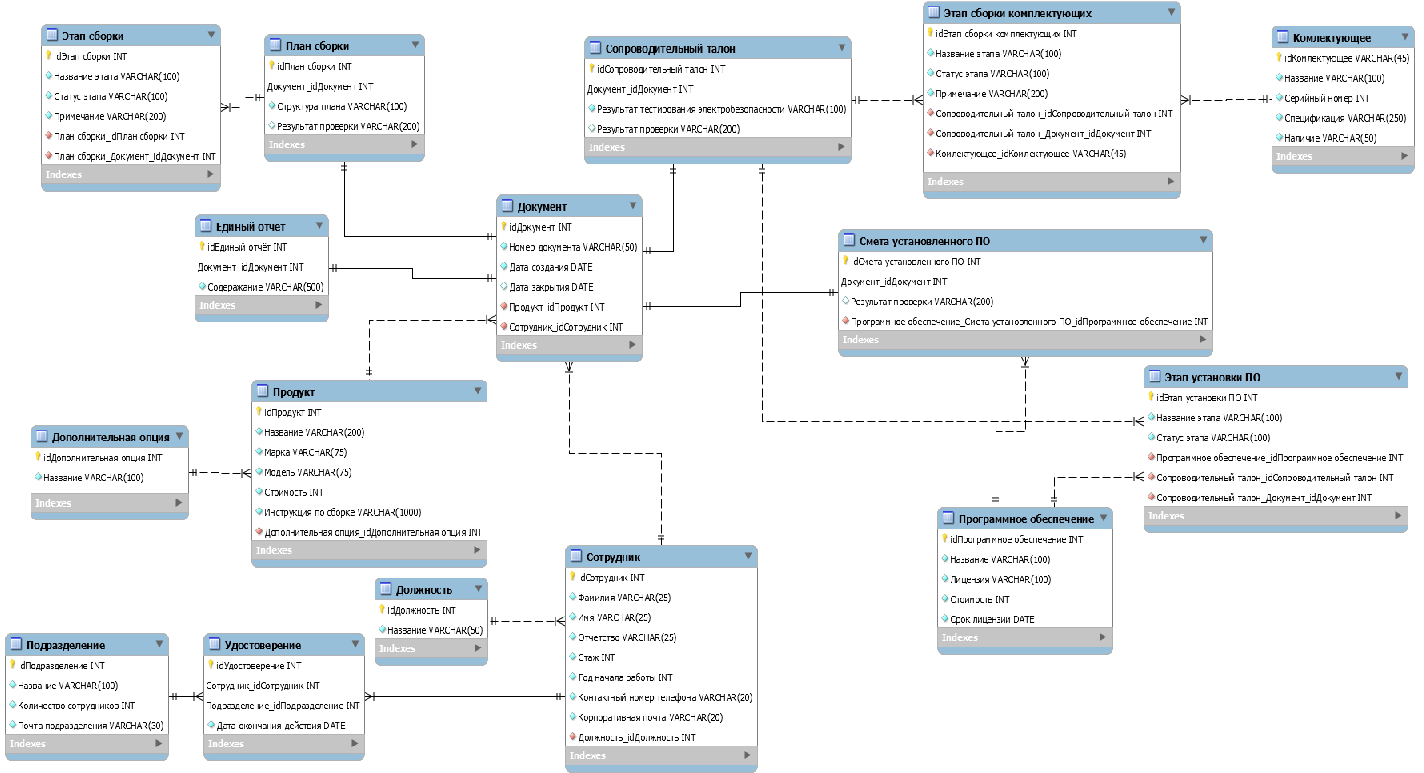 Этап сборки
idЭтап сборки INT
Название этапа VARCHAR(100)
Статус этапа VARCHAR(100)
Примечание VARCHAR(200)
План сборки_idПлан сборки INT
План сборки_Документ_idДокумент INT
Indexes
План сборки
idПлан сборки INT
Документ_idДокумент INT
Структура плана VARCHAR(100)
Результат проверки VARCHAR(200)
Indexes
Сопроводительный талон
idСопроводительный талон INT
Документ_idДокумент INT
Результат тестирования электробезопасности VARCHAR(100)
Результат проверки VARCHAR(200)
Indexes
Этап сборки комплектующих
idЭтап сборки комплектующих INT
Название этапа VARCHAR(100)
Статус этапа VARCHAR(100)
Примечание VARCHAR(200)
Сопроводительный талон_idСопроводительный талон INT
Сопроводительный талон_Документ_idДокумент INT
Комлектующее_idКомлектующее VARCHAR(45)
Indexes
Комлектующее
idКомлектующее VARCHAR(45)
Название VARCHAR(100)
Серийный номер INT
Спецификация VARCHAR(250)
Наличие VARCHAR(50)
Indexes
Единый отчет
idЕдиный отчёт INT
Документ_idДокумент INT
Содержание VARCHAR(500)
Indexes
Документ
idДокумент INT
Номер документа VARCHAR(50)
Дата создания DATE
Дата закрытия DATE
Продукт_idПродукт INT
Сотрудник_idСотрудник INT
Indexes
Смета установленного ПО
idСмета установленного ПО INT
Документ_idДокумент INT
Результат проверки VARCHAR(200)
Программное обеспечение_Смета установленного ПО_idПрограммное обеспечение INT
Indexes
Этап установки ПО
idЭтап установки ПО INT
Название этапа VARCHAR(100)
Статус этапа VARCHAR(100)
Программное обеспечение_idПрограммное обеспечение INT
Сопроводительный талон_idСопроводительный талон INT
Сопроводительный талон_Документ_idДокумент INT
Indexes
Продукт
idПродукт INT
Название VARCHAR(200)
Марка VARCHAR(75)
Модель VARCHAR(75)
Стоимость INT
Инструкция по сборке VARCHAR(1000)
Дополнительная опция_idДополнительная опция INT
Indexes
Дополнительная опция
idДополнительная опция INT
Название VARCHAR(100)
Indexes
Программное обеспечение
idПрограммное обеспечение INT
Название VARCHAR(100)
Лицензия VARCHAR(100)
Стоимость INT
Срок лицензии DATE
Indexes
Сотрудник
idСотрудник INT
Фамилия VARCHAR(25)
Имя VARCHAR(25)
Отчетство VARCHAR(25)
Стаж INT
Год начала работы INT
Контактный номер телефона VARCHAR(20)
Корпоративная почта VARCHAR(20)
Должность_idДолжность INT
Indexes
Должность
idДолжность INT
Название VARCHAR(50)
Indexes
Подразделение
idПодразделение INT
Название VARCHAR(100)
Количество сотрудников INT
Почта подразделения VARCHAR(50)
Indexes
Удостоверение
idУдостоверение INT
Сотрудник_idСотрудник INT
Подразделение_idПодразделение INT
Дата окончания действия DATE
Indexes